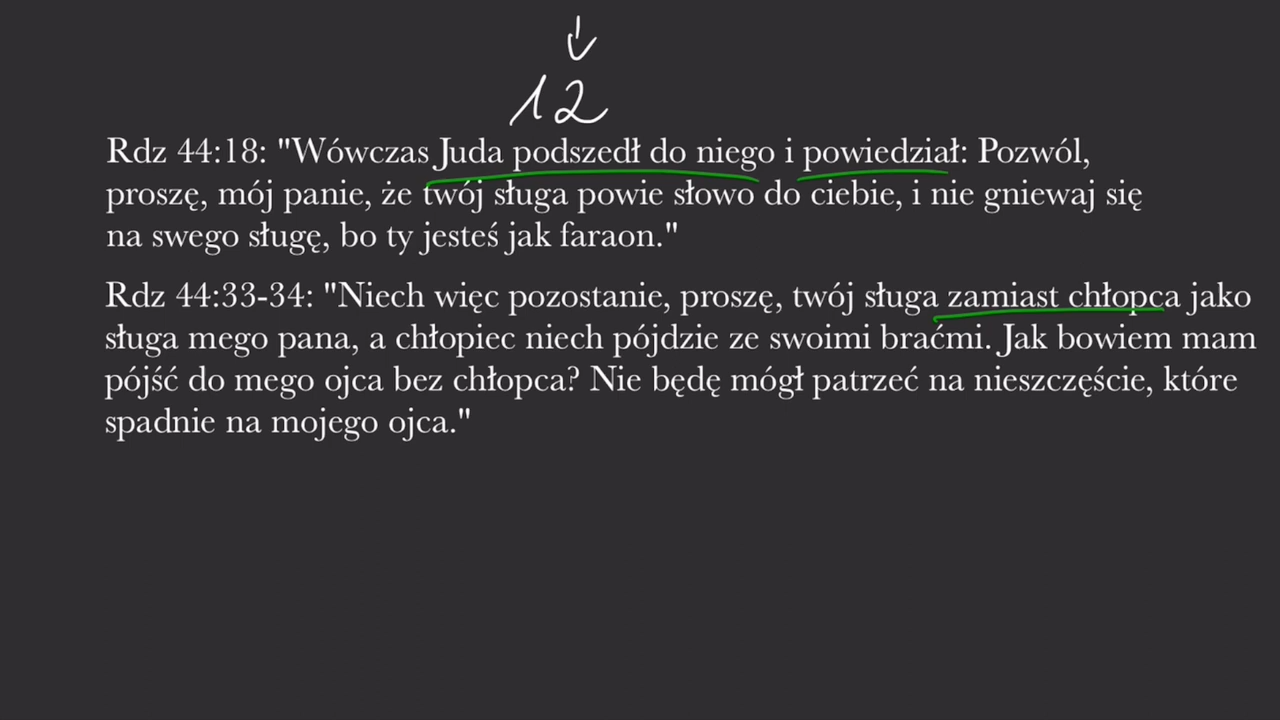 12
Rdz 44:18: "Wówczas Juda podszedł do niego i powiedział: Pozwól,
proszę, mój panie, że twój sługa powie słowo do ciebie, i nie gniewaj się
na swego sługę, bo ty jesteś jak faraon."
Rdz 44:33-34: "Niech więc pozostanie, proszę, twój sługa zamiast chłopca jako
sługa mego pana, a chłopiec niech pójdzie ze swoimi braćmi. Jak bowiem mam
pójść do mego ojca bez chłopca? Nie będę mógł patrzeć na nieszczęście, które
spadnie na mojego ojca."